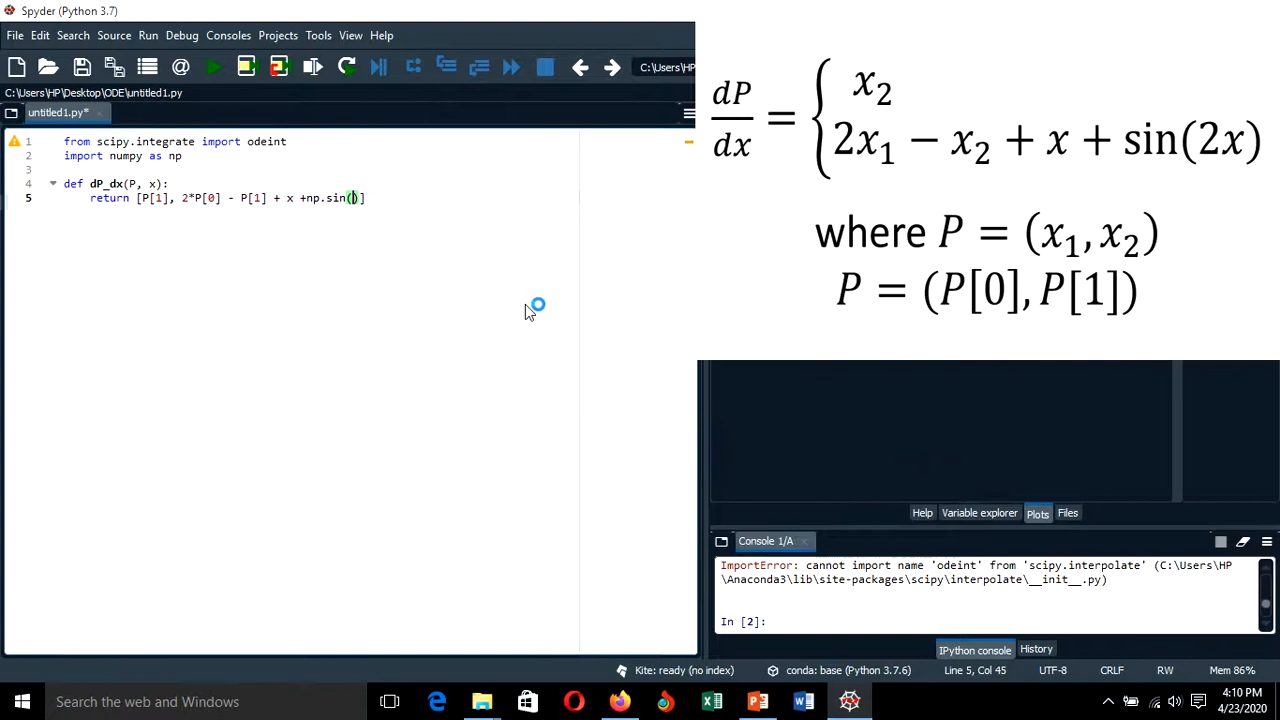 Spyder (Python 3.7)
File Edit Search Source Run Debug Consoles Projects Tools View Help
C:\Users\HP
C:\Users\HP\Desktop\ODE\untitled1.py
untitled1.py*
1 from scipy.integrate import odeint
2 import numpy as np
3
4 def dP_dx(P, x):
5 return [P[1], 2*P[0] - P[1] + x +np.sin()]
dP/dx = { x₂
2x₁ − x₂ + x + sin(2x)
where P = (x₁, x₂)
P = (P[0], P[1])
Help Variable explorer Plots Files
Console 1/A
ImportError: cannot import name 'odeint' from 'scipy.interpolate' (C:\Users\HP
\Anaconda3\lib\site-packages\scipy\interpolate\__init__.py)
In [2]:
IPython console History
Kite: ready (no index) conda: base (Python 3.7.6) Line 5, Col 45 UTF-8 CRLF RW Mem 86%
Search the web and Windows
4:10 PM
4/23/2020